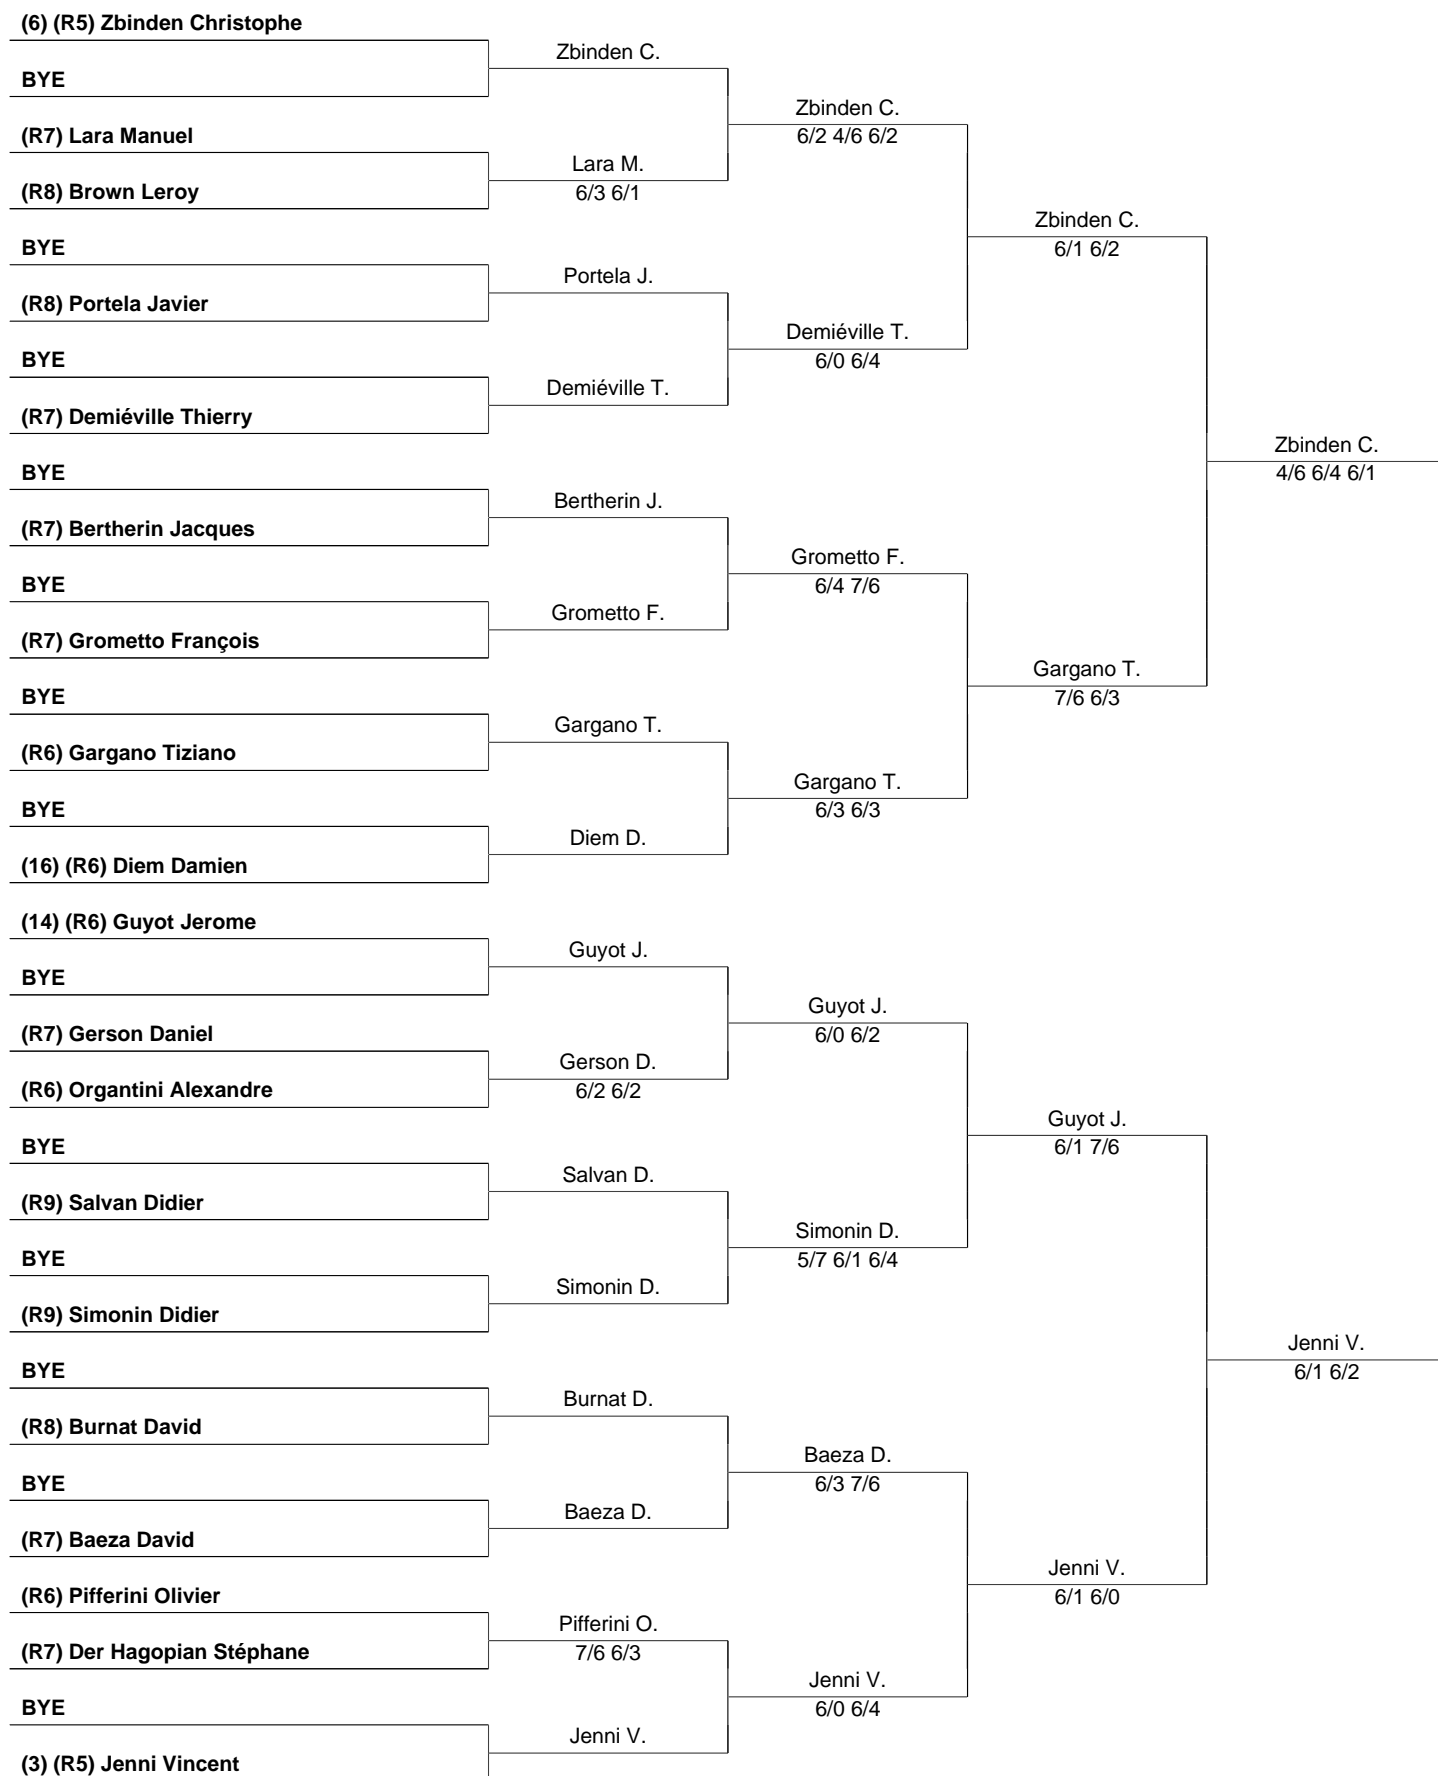 (6) (R5) Zbinden Christophe
Zbinden C.
BYE
Zbinden C.
6/2 4/6 6/2
(R7) Lara Manuel
Lara M.
6/3 6/1
(R8) Brown Leroy
Zbinden C.
6/1 6/2
BYE
Portela J.
(R8) Portela Javier
Demiéville T.
6/0 6/4
BYE
Demiéville T.
(R7) Demiéville Thierry
Zbinden C.
4/6 6/4 6/1
BYE
Bertherin J.
(R7) Bertherin Jacques
Grometto F.
6/4 7/6
BYE
Grometto F.
(R7) Grometto François
Gargano T.
7/6 6/3
BYE
Gargano T.
(R6) Gargano Tiziano
Gargano T.
6/3 6/3
BYE
Diem D.
(16) (R6) Diem Damien
(14) (R6) Guyot Jerome
Guyot J.
BYE
Guyot J.
6/0 6/2
(R7) Gerson Daniel
Gerson D.
6/2 6/2
(R6) Organtini Alexandre
Guyot J.
6/1 7/6
BYE
Salvan D.
(R9) Salvan Didier
Simonin D.
5/7 6/1 6/4
BYE
Simonin D.
(R9) Simonin Didier
Jenni V.
6/1 6/2
BYE
Burnat D.
(R8) Burnat David
Baeza D.
6/3 7/6
BYE
Baeza D.
(R7) Baeza David
Jenni V.
6/1 6/0
(R6) Pifferini Olivier
Pifferini O.
7/6 6/3
(R7) Der Hagopian Stéphane
Jenni V.
6/0 6/4
BYE
Jenni V.
(3) (R5) Jenni Vincent